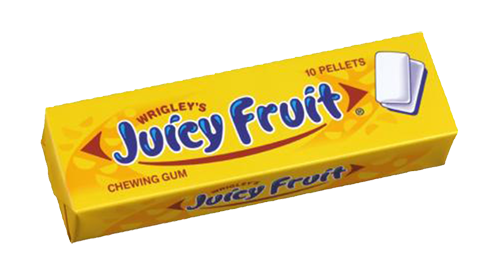 10 PELLETS
WRIGLEY'S
Juicy Fruit®
CHEWING GUM
WRIGLEY'S
Juicy Fruit